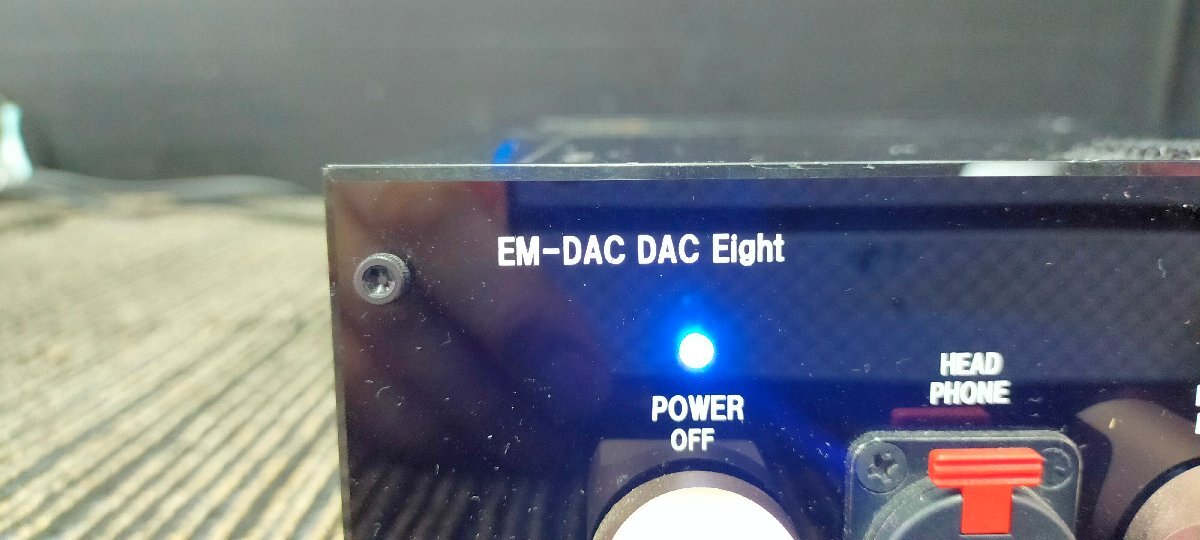 EM-DAC DAC Eight
POWER
OFF
HEAD
PHONE